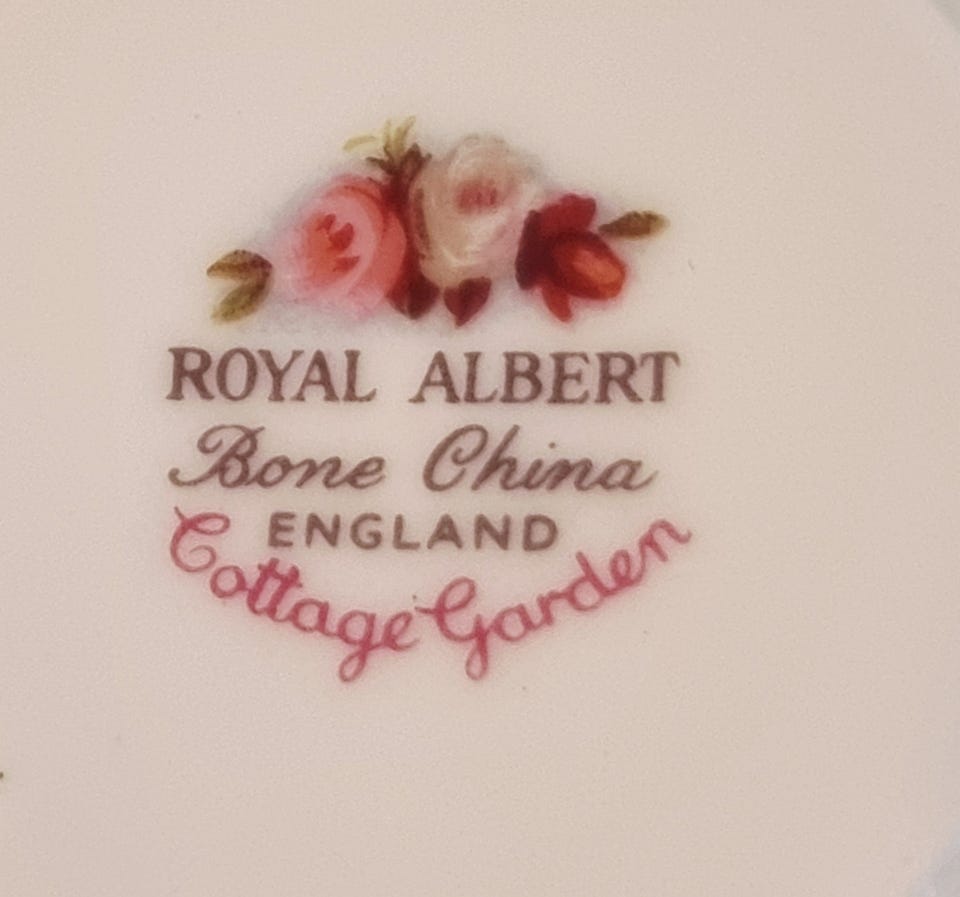 ROYAL ALBERT
Bone China
ENGLAND
Cottage Garden